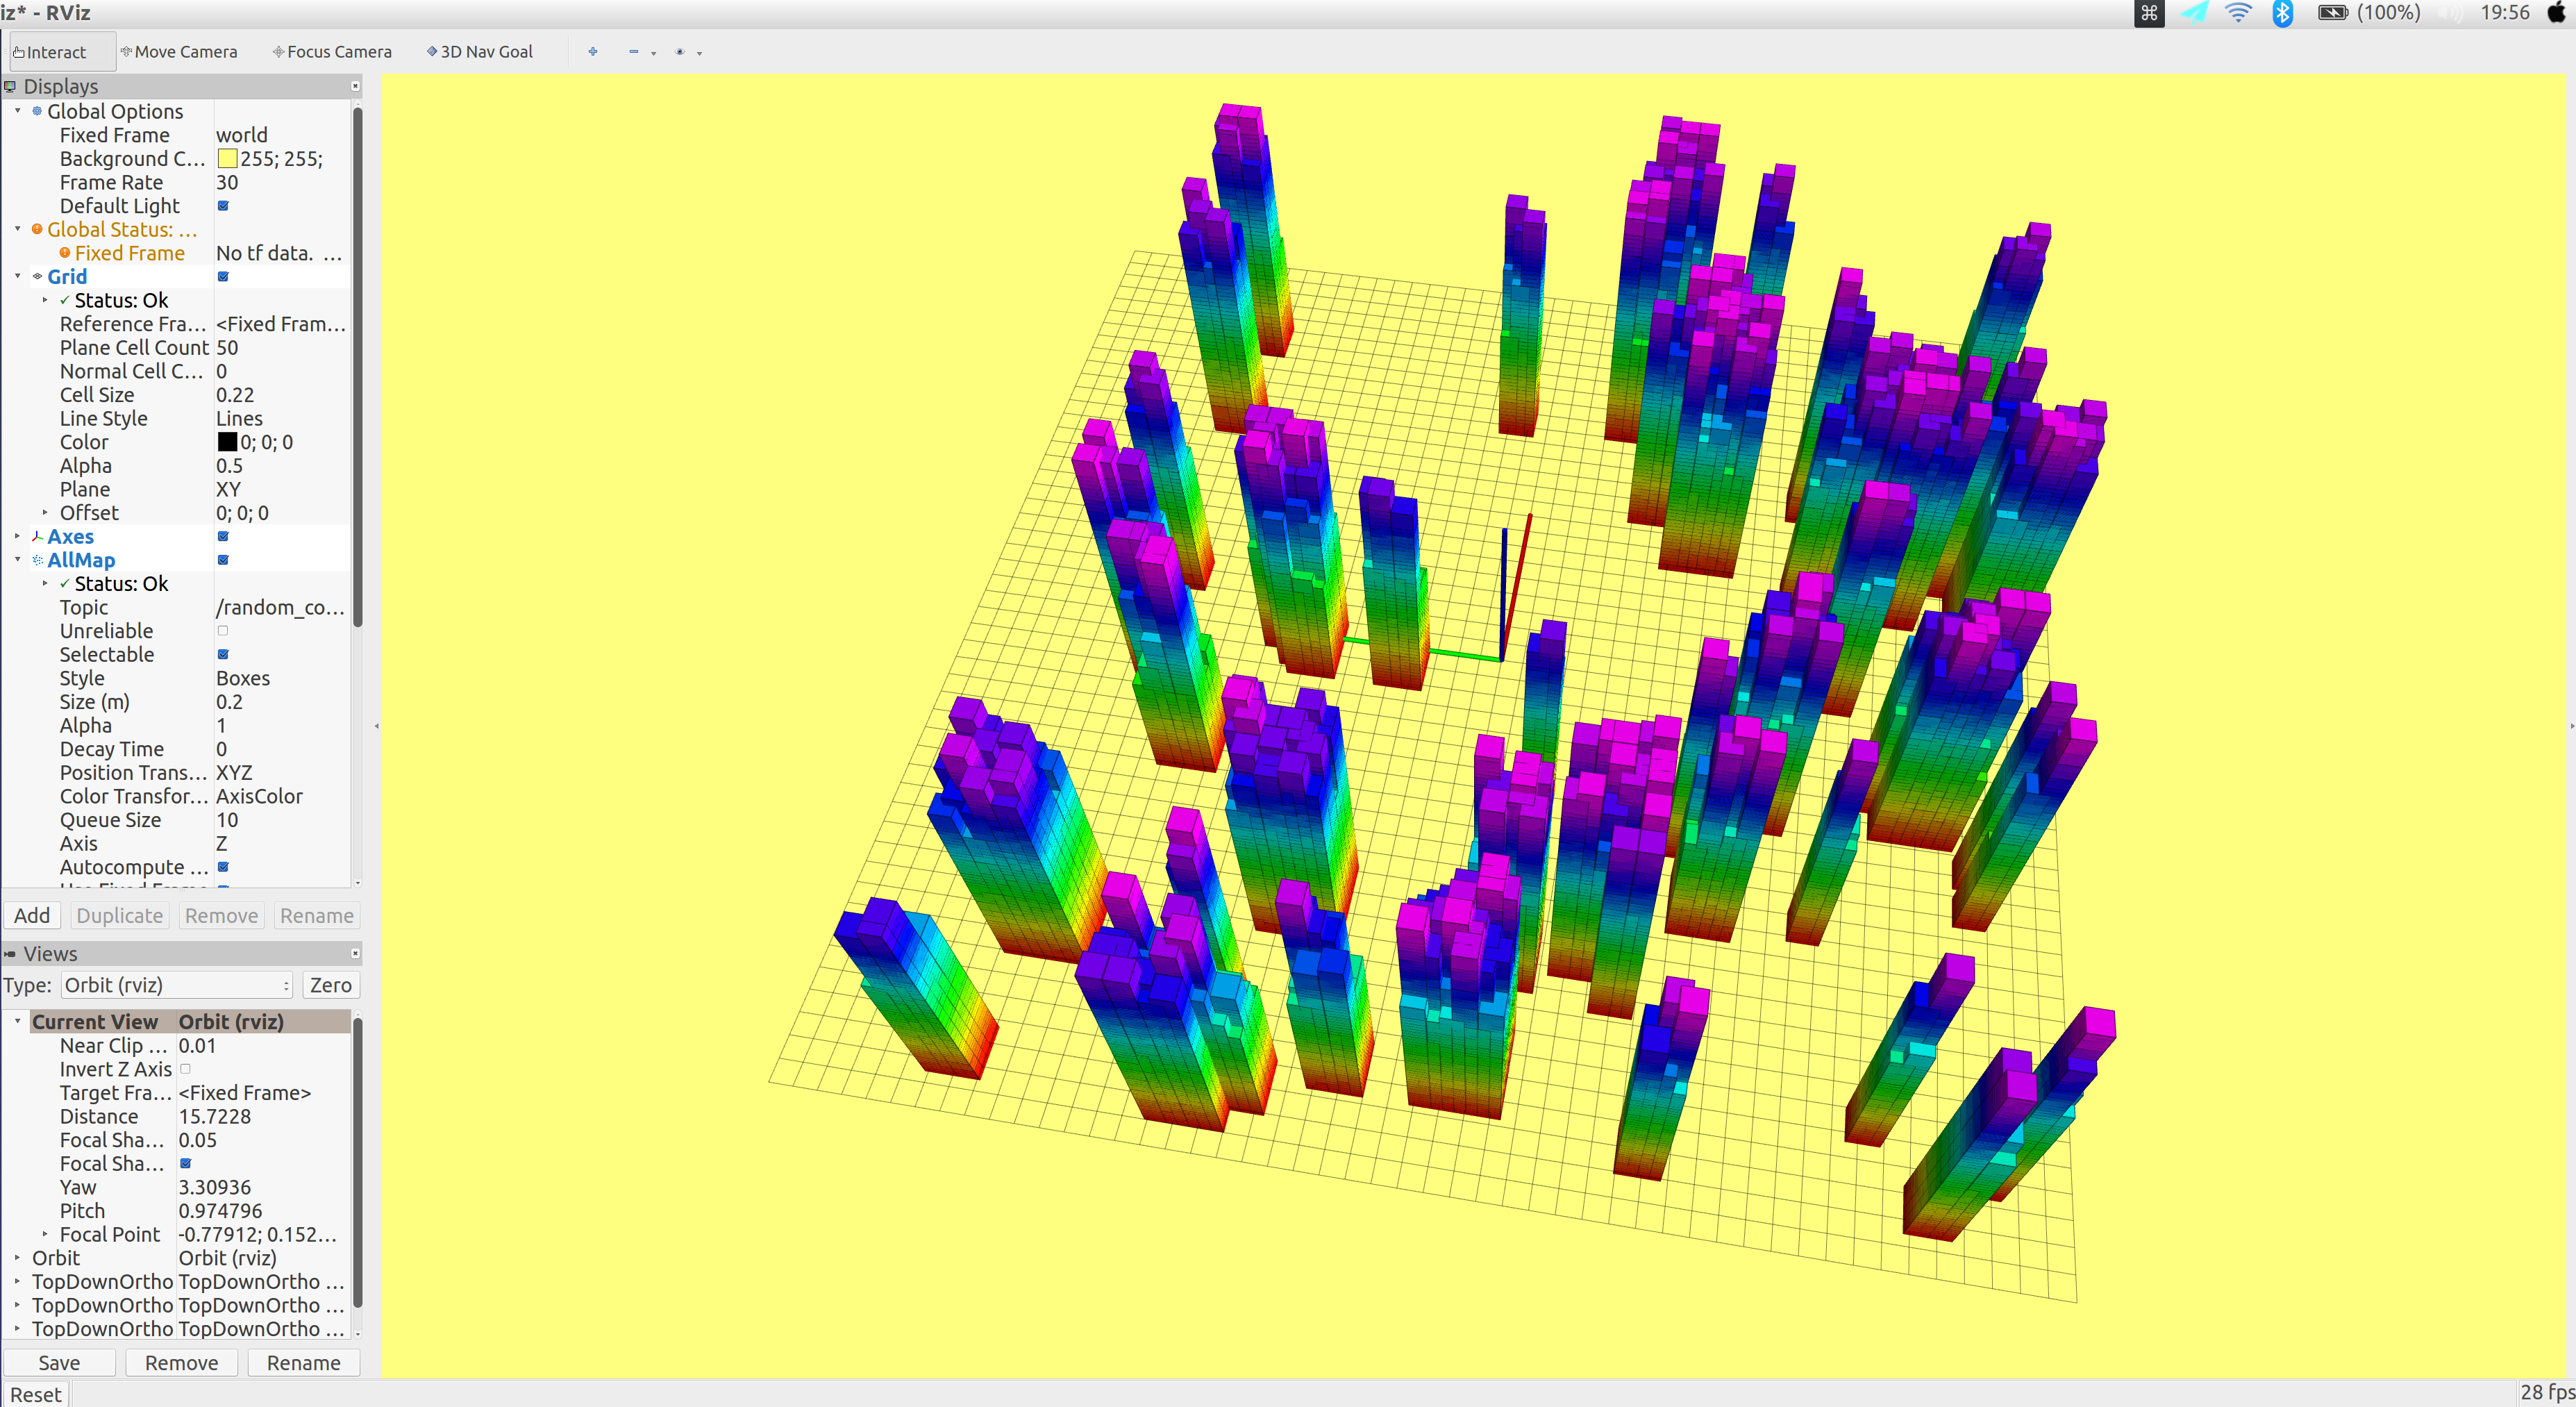 iz* - RViz
(100%) 19:56
Interact Move Camera Focus Camera 3D Nav Goal
Displays
Global Options
Fixed Frame world
Background C... 255; 255;
Frame Rate 30
Default Light
Global Status: ...
Fixed Frame No tf data. ...
Grid
Status: Ok
Reference Fra... <Fixed Fram...
Plane Cell Count 50
Normal Cell C... 0
Cell Size 0.22
Line Style Lines
Color 0; 0; 0
Alpha 0.5
Plane XY
Offset 0; 0; 0
Axes
AllMap
Status: Ok
Topic /random_co...
Unreliable
Selectable
Style Boxes
Size (m) 0.2
Alpha 1
Decay Time 0
Position Trans... XYZ
Color Transfor... AxisColor
Queue Size 10
Axis Z
Autocompute ...
Add Duplicate Remove Rename
Views
Type: Orbit (rviz) Zero
Current View Orbit (rviz)
Near Clip ... 0.01
Invert Z Axis
Target Fra... <Fixed Frame>
Distance 15.7228
Focal Sha... 0.05
Focal Sha...
Yaw 3.30936
Pitch 0.974796
Focal Point -0.77912; 0.152...
Orbit Orbit (rviz)
TopDownOrtho TopDownOrtho ...
TopDownOrtho TopDownOrtho ...
TopDownOrtho TopDownOrtho ...
Save Remove Rename
Reset
28 fps